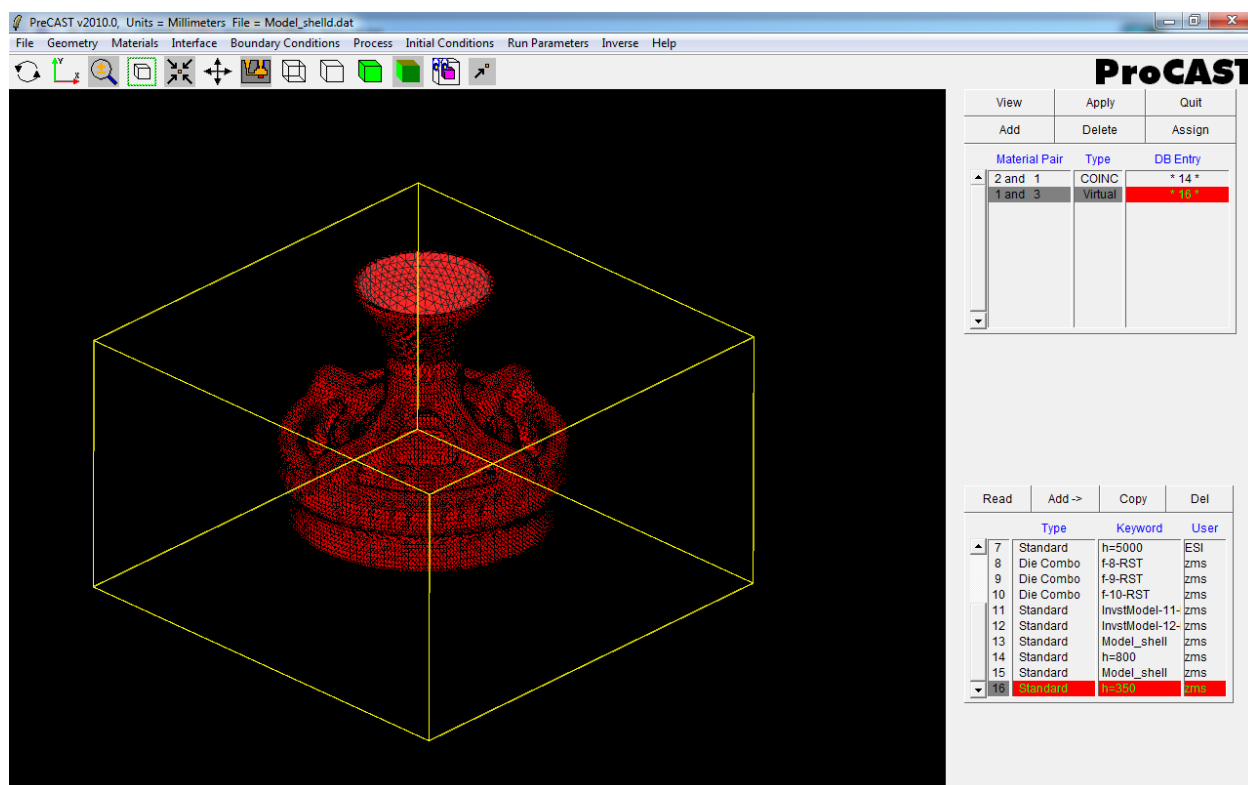 PreCAST v2010.0, Units = Millimeters File = Model_shelld.dat
File Geometry Materials Interface Boundary Conditions Process Initial Conditions Run Parameters Inverse Help
ProCAST
View Apply Quit
Add Delete Assign
Material Pair Type DB Entry
2 and 1 COINC * 14 *
1 and 3 Virtual * 16 *
Read Add -> Copy Del
Type Keyword User
7 Standard h=5000 ESI
8 Die Combo f-8-RST zms
9 Die Combo f-9-RST zms
10 Die Combo f-10-RST zms
11 Standard InvstModel-11- zms
12 Standard InvstModel-12- zms
13 Standard Model_shell zms
14 Standard h=800 zms
15 Standard Model_shell zms
16 Standard h=350 zms